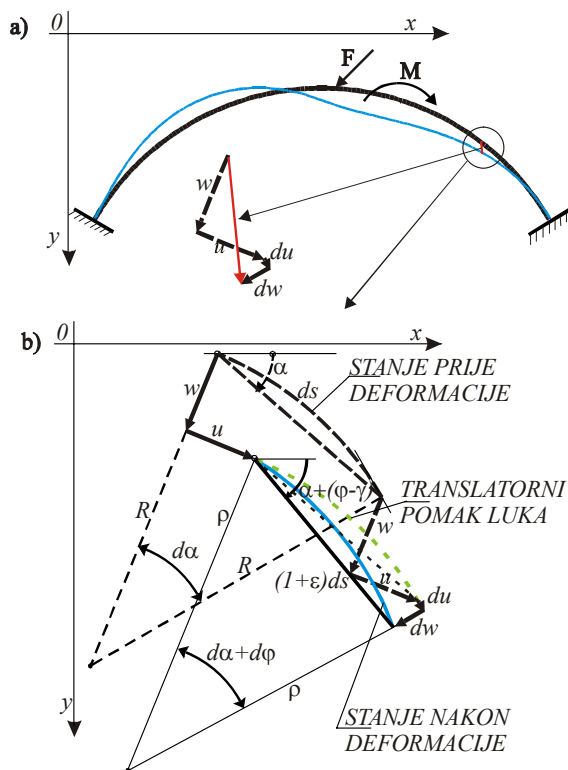 a)
0
x
F
M
w
u
du
dw
y
b)
0
x
α
w
ds
STANJE PRIJE
DEFORMACIJE
u
α+(φ-γ)
TRANSLATORNI
POMAK LUKA
R
ρ
w
dα
R
(1+ε)ds
u
du
dw
dα+dφ
ρ
y
STANJE NAKON
DEFORMACIJE